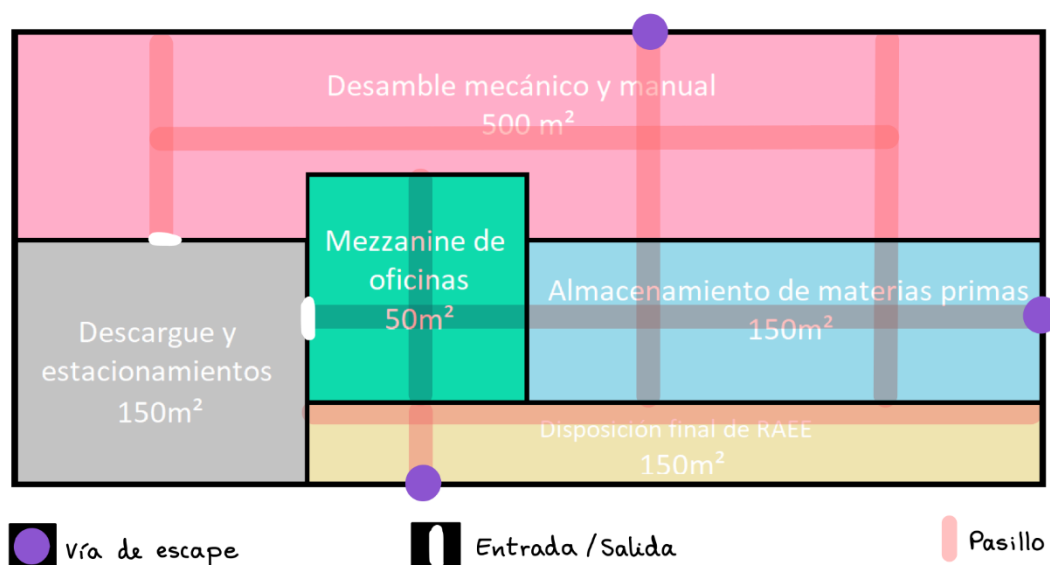 Desamble mecánico y manual
500 m²
Mezzanine de
oficinas
50m²
Almacenamiento de materias primas
150m²
Descargue y
estacionamientos
150m²
Disposición final de RAEE
150m²
Vía de escape
Entrada / Salida
Pasillo